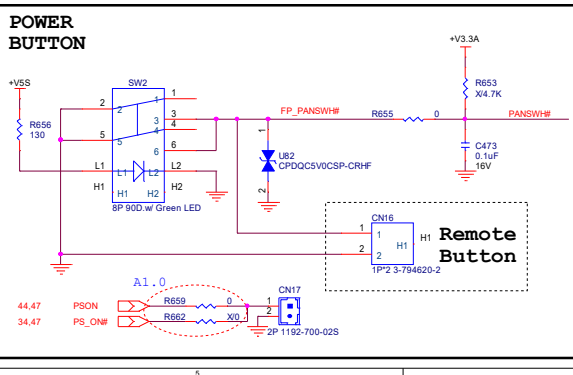 POWER
BUTTON
+V3.3A
+V5S
SW2
R653
X/4.7K
R656
130
2 2 1 1
3 3
4 4
5 5
6 6
FP_PANSWH#
R655 0
PANSWH#
C473
0.1uF
16V
1
U82
CPDQC5V0CSP-CRHF
2
L1 L1 L2 L2
H1 H1 H2 H2
8P 90D.w/ Green LED
CN16
1 1
2 2
H1 H1
1P*2 3-794620-2
Remote
Button
A1.0
CN17
44,47 PSON R659 0 1
34,47 PS_ON# R662 X/0 2
2P 1192-700-02S
5